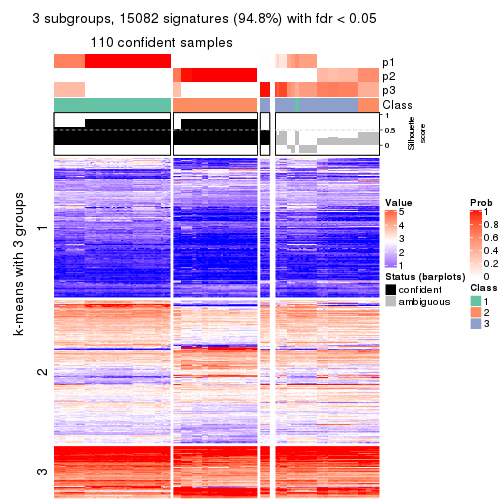 3 subgroups, 15082 signatures (94.8%) with fdr < 0.05
110 confident samples
p1
p2
p3
Class
1
0.5
0
Silhouette
score
k-means with 3 groups
1
2
3
Value
5
4
3
2
1
Status (barplots)
confident
ambiguous
Prob
1
0.8
0.6
0.4
0.2
0
Class
1
2
3